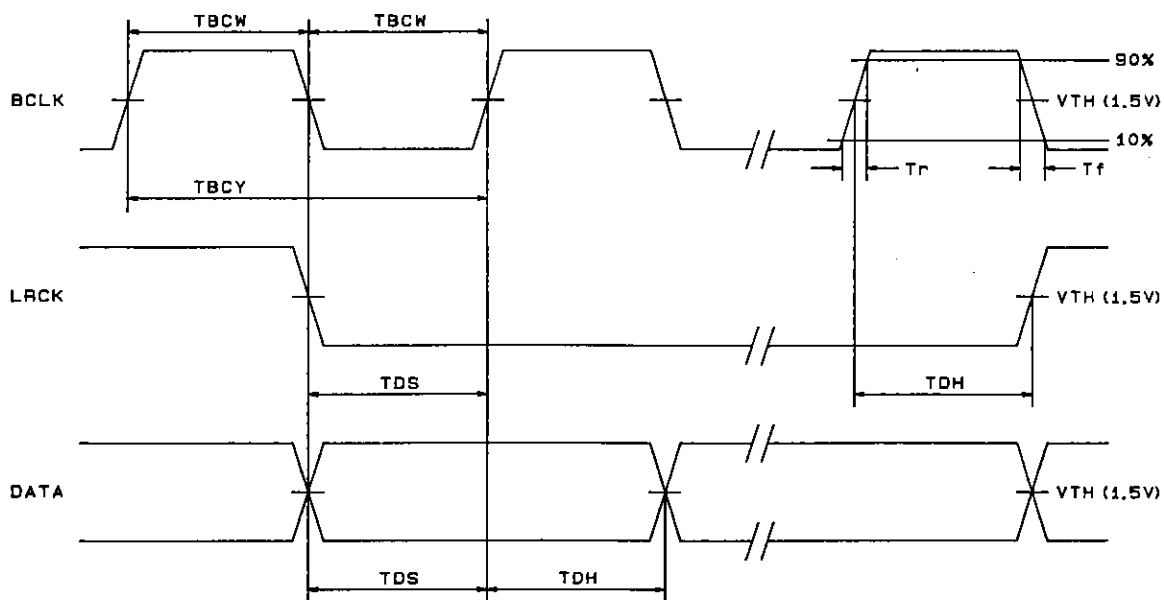 TBCW TBCW
90%
BCLK VTH (1.5V)
10%
Tr Tf
TBCY
LRCK VTH (1.5V)
TDS TDH
DATA VTH (1.5V)
TDS TDH